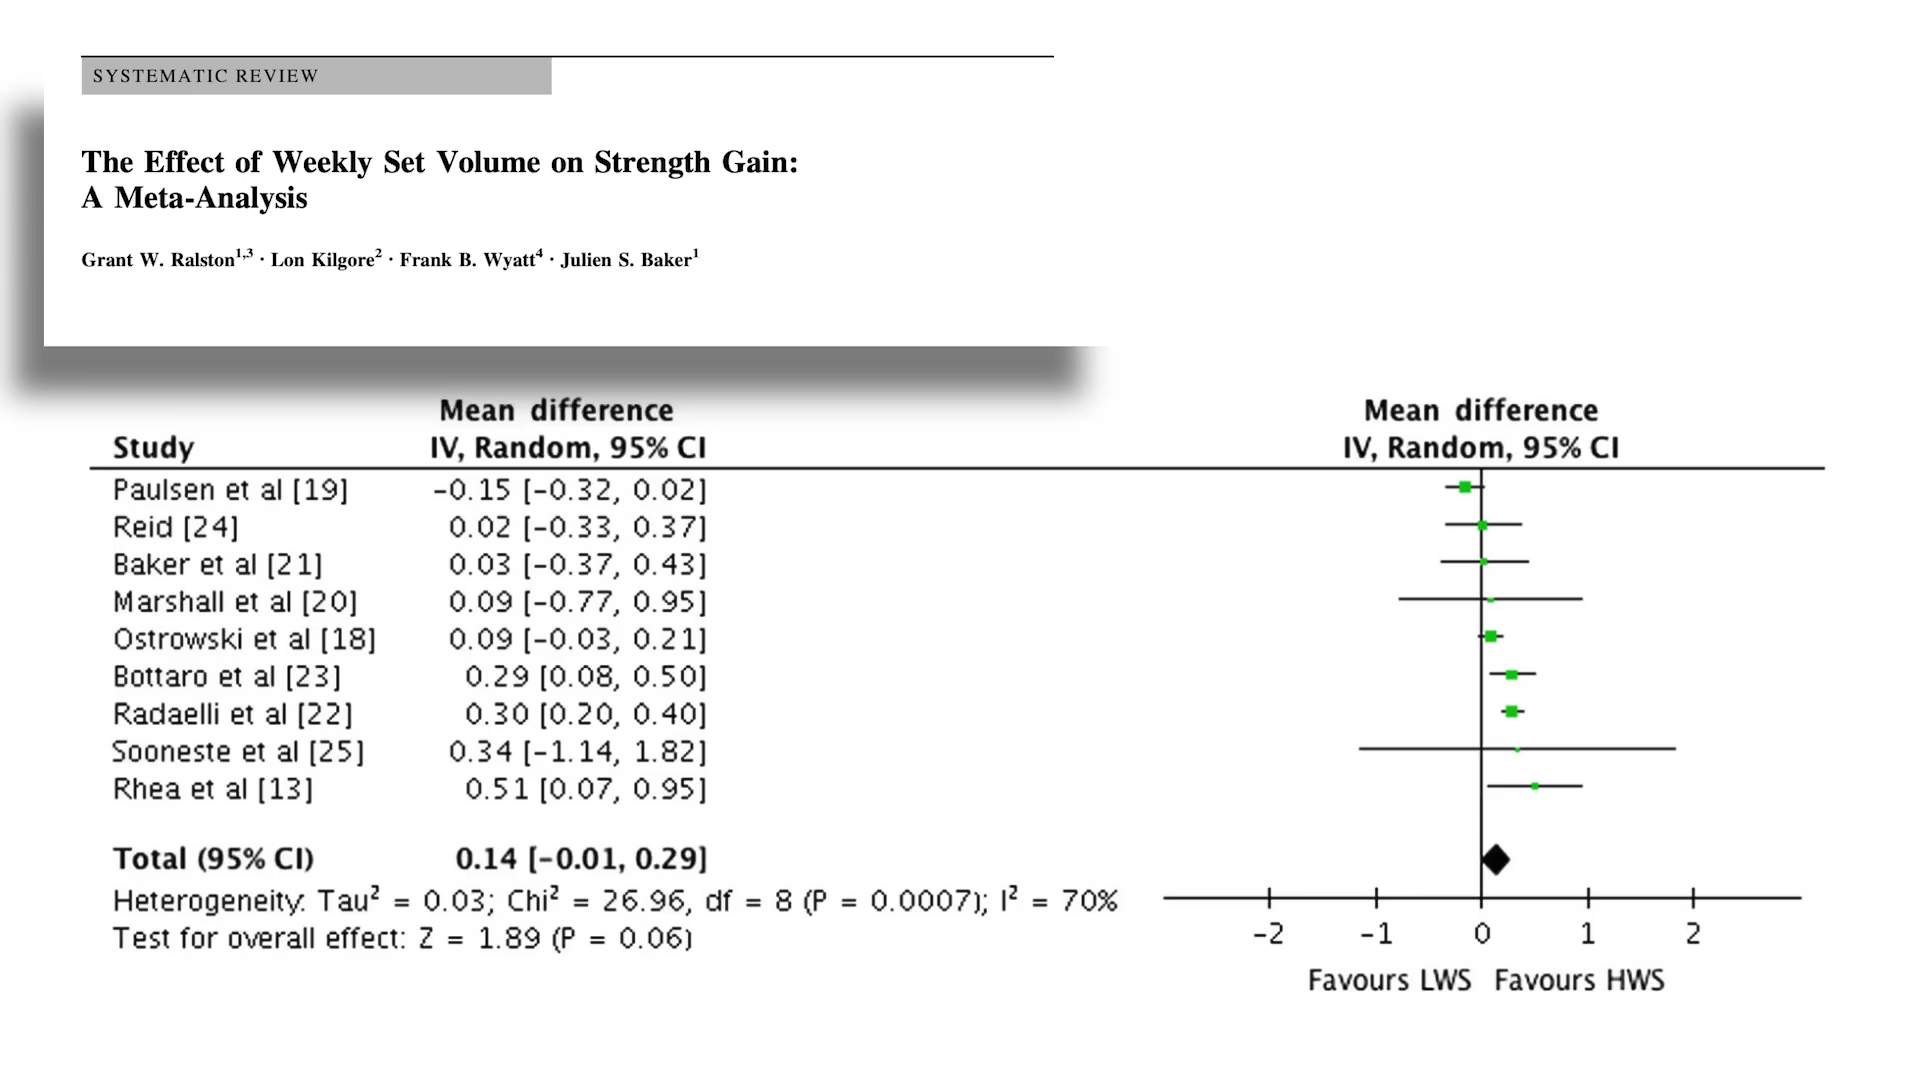 SYSTEMATIC REVIEW
The Effect of Weekly Set Volume on Strength Gain:
A Meta-Analysis
Grant W. Ralston1,3 · Lon Kilgore2 · Frank B. Wyatt4 · Julien S. Baker1
Mean difference Mean difference
Study IV, Random, 95% CI IV, Random, 95% CI
Paulsen et al [19] −0.15 [−0.32, 0.02]
Reid [24] 0.02 [−0.33, 0.37]
Baker et al [21] 0.03 [−0.37, 0.43]
Marshall et al [20] 0.09 [−0.77, 0.95]
Ostrowski et al [18] 0.09 [−0.03, 0.21]
Bottaro et al [23] 0.29 [0.08, 0.50]
Radaelli et al [22] 0.30 [0.20, 0.40]
Sooneste et al [25] 0.34 [−1.14, 1.82]
Rhea et al [13] 0.51 [0.07, 0.95]
Total (95% CI) 0.14 [−0.01, 0.29]
Heterogeneity: Tau² = 0.03; Chi² = 26.96, df = 8 (P = 0.0007); I² = 70%
Test for overall effect: Z = 1.89 (P = 0.06)
−2 −1 0 1 2
Favours LWS Favours HWS